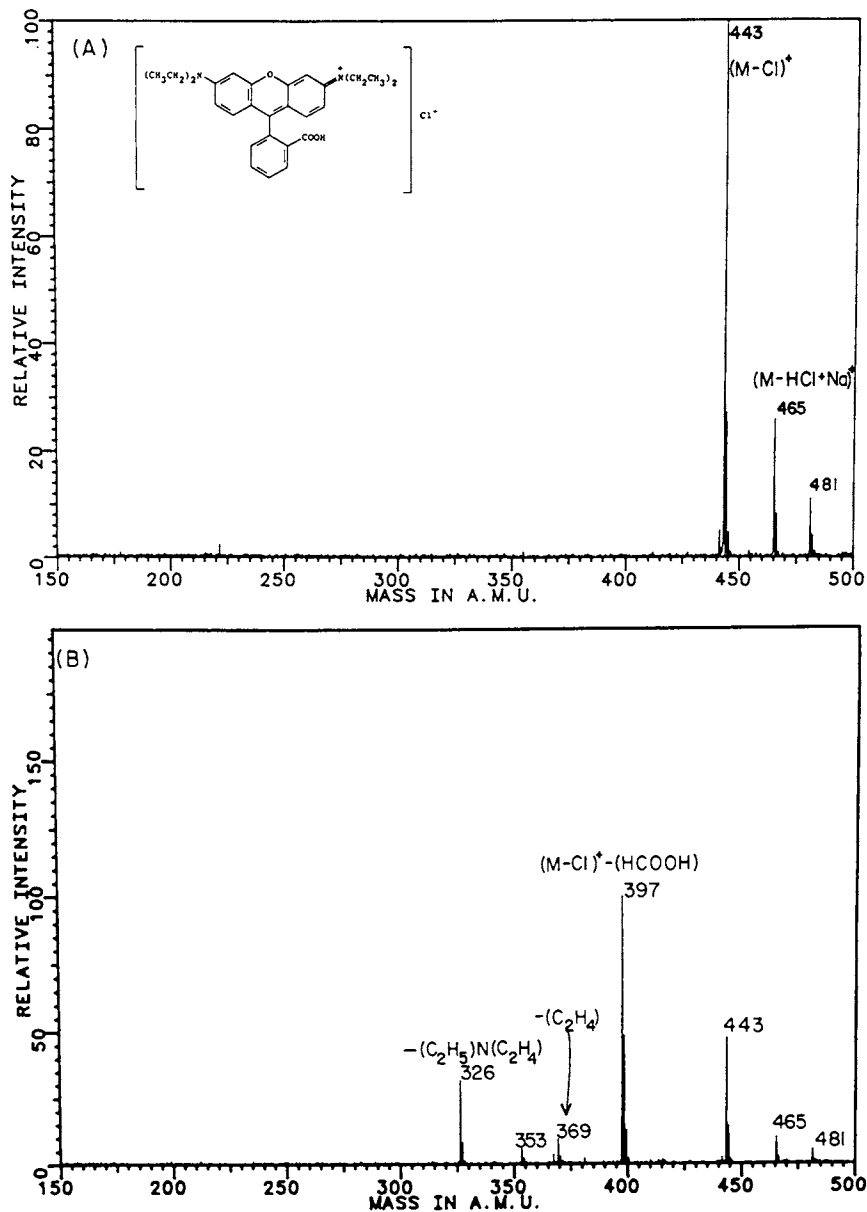 (A)
100
80
60
40
20
0
RELATIVE INTENSITY
(CH₃CH₂)₂N
O
N(CH₂CH₃)₂
+
COOH
Cl⁺
443
(M-Cl)⁺
(M-HCl+Na)⁺
465
481
150 200 250 300 350 400 450 500
MASS IN A.M.U.
(B)
150
100
50
0
RELATIVE INTENSITY
(M-Cl)⁺-(HCOOH)
397
-(C₂H₄)
443
-(C₂H₅)N(C₂H₄)
326
353
369
465
481
150 200 250 300 350 400 450 500
MASS IN A.M.U.